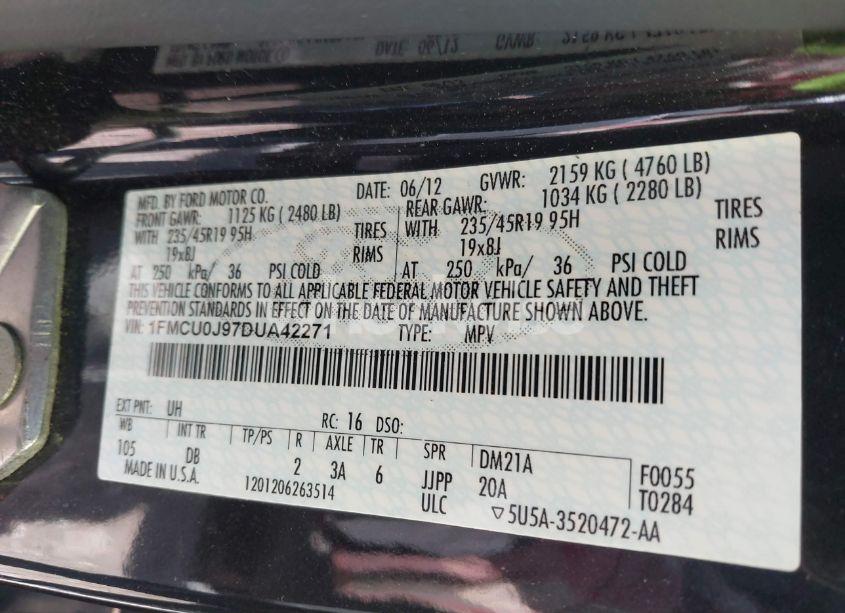 MFD. BY FORD MOTOR CO.
DATE: 06/12 GVWR: 2159 KG ( 4760 LB)
FRONT GAWR: 1125 KG ( 2480 LB) REAR GAWR: 1034 KG ( 2280 LB)
WITH 235/45R19 95H TIRES WITH 235/45R19 95H TIRES
19x8J RIMS 19x8J RIMS
AT 250 kPa/ 36 PSI COLD AT 250 kPa/ 36 PSI COLD
THIS VEHICLE CONFORMS TO ALL APPLICABLE FEDERAL MOTOR VEHICLE SAFETY AND THEFT
PREVENTION STANDARDS IN EFFECT ON THE DATE OF MANUFACTURE SHOWN ABOVE.
VIN: 1FMCU0J97DUA42271 TYPE: MPV
EXT PNT: UH RC: 16 DSO:
WB INT TR TP/PS R AXLE TR SPR DM21A F0055
105 DB 2 3A 6 JJPP 20A T0284
MADE IN U.S.A. 1201206263514 ULC ▽5U5A-3520472-AA